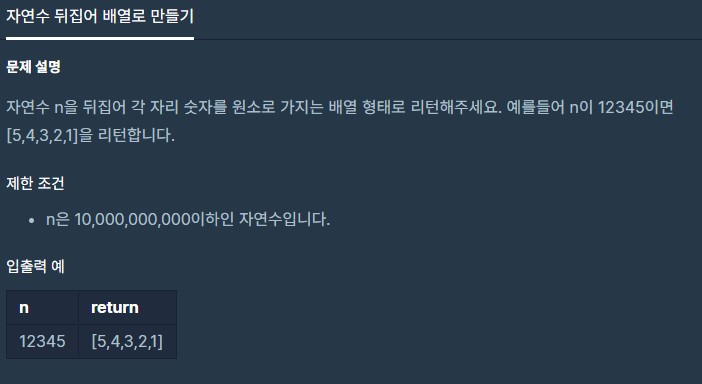 자연수 뒤집어 배열로 만들기
문제 설명
자연수 n을 뒤집어 각 자리 숫자를 원소로 가지는 배열 형태로 리턴해주세요. 예를들어 n이 12345이면
[5,4,3,2,1]을 리턴합니다.
제한 조건
• n은 10,000,000,000이하인 자연수입니다.
입출력 예
n return
12345 [5,4,3,2,1]